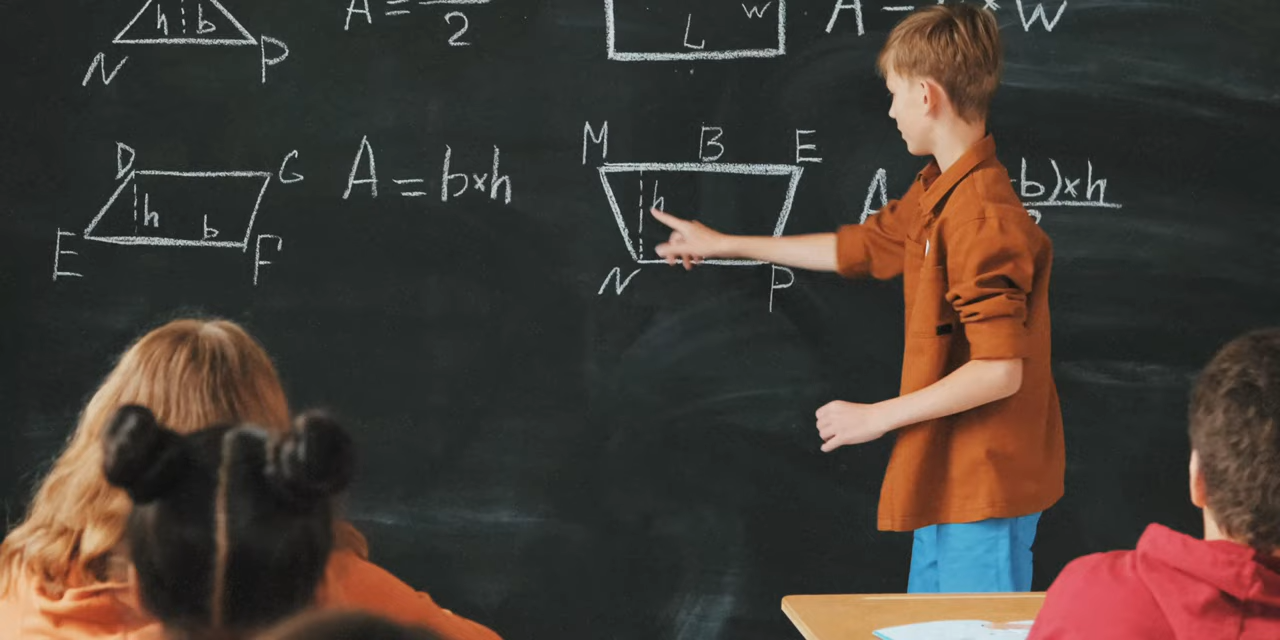 h b
N P
A =
2
w
L
A = × W
D G
h b
E F
A = b×h
M B E
h
N P
A
b)×h